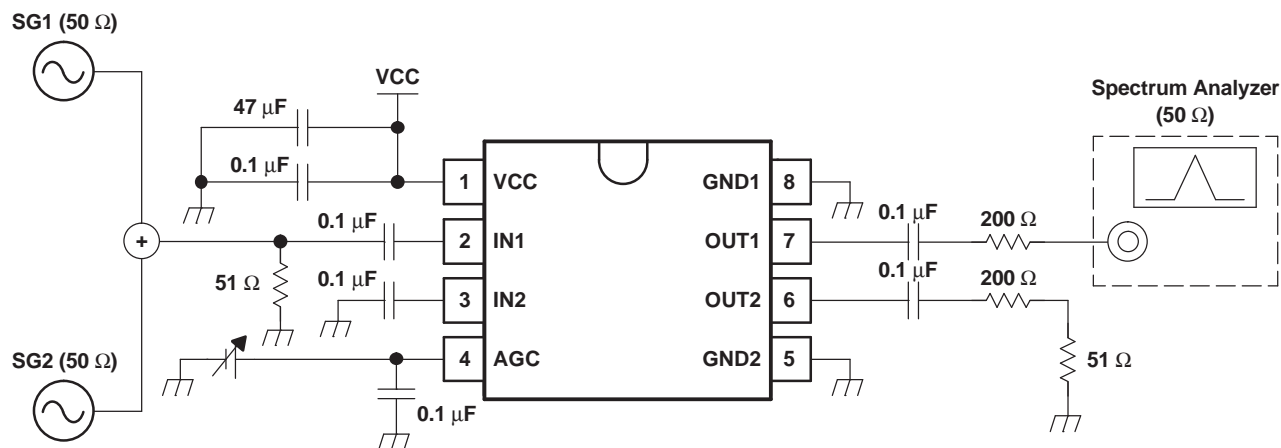 SG1 (50 Ω)
VCC
47 μF
0.1 μF
Spectrum Analyzer
(50 Ω)
1 VCC
GND1 8
0.1 μF
0.1 μF
200 Ω
+
2 IN1
OUT1 7
51 Ω
0.1 μF
0.1 μF
200 Ω
3 IN2
OUT2 6
SG2 (50 Ω)
4 AGC
GND2 5
51 Ω
0.1 μF